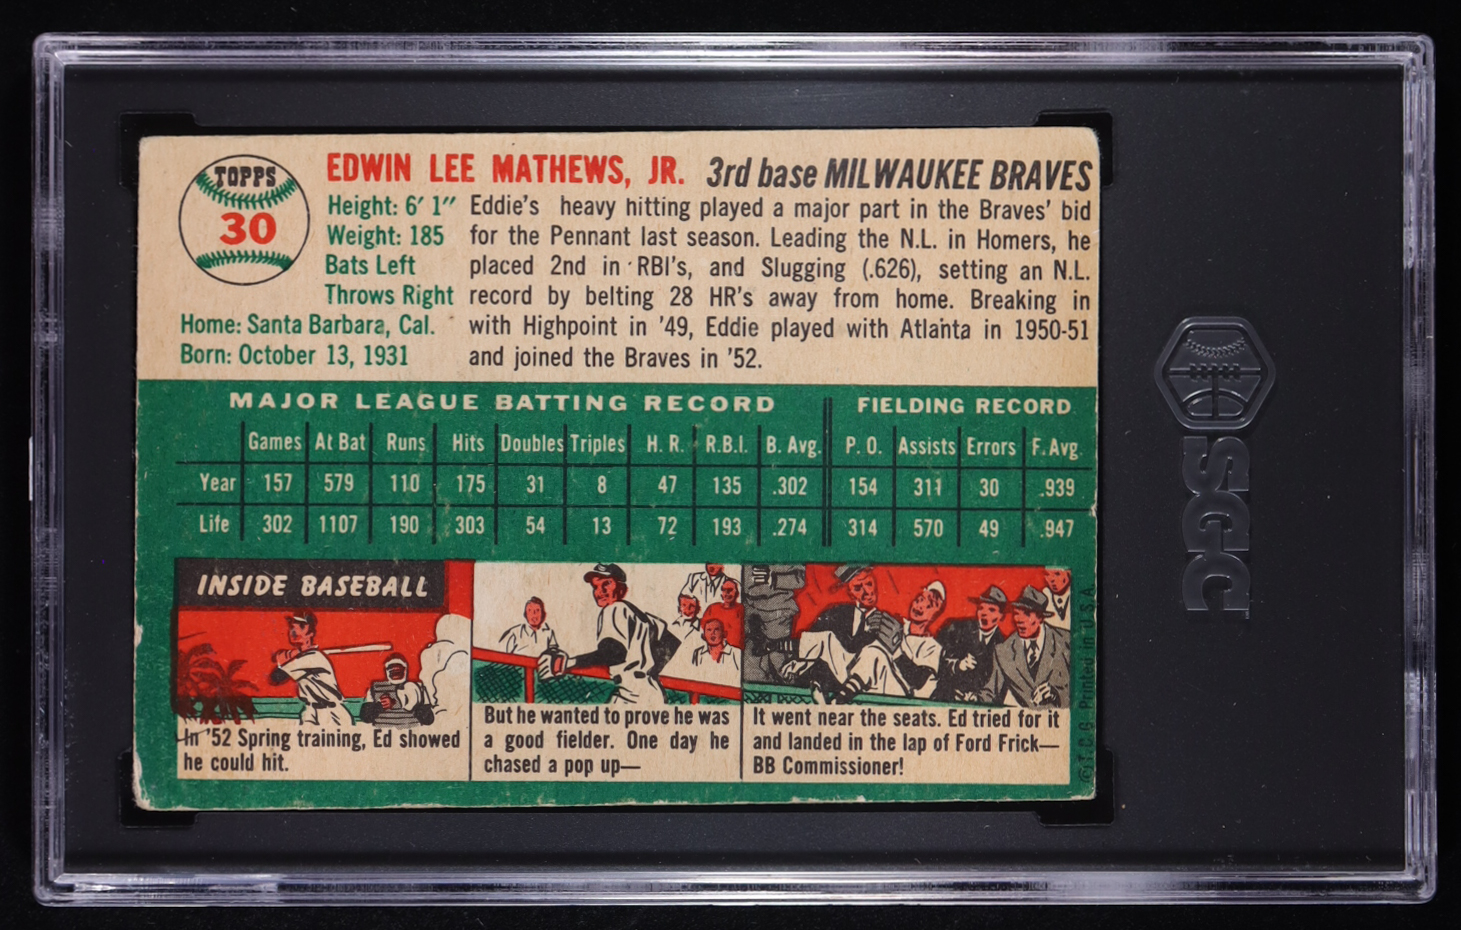 TOPPS
30
EDWIN LEE MATHEWS, JR. 3rd base MILWAUKEE BRAVES
Height: 6' 1"
Weight: 185
Bats Left
Throws Right
Home: Santa Barbara, Cal.
Born: October 13, 1931
Eddie's heavy hitting played a major part in the Braves' bid
for the Pennant last season. Leading the N.L. in Homers, he
placed 2nd in RBI's, and Slugging (.626), setting an N.L.
record by belting 28 HR's away from home. Breaking in
with Highpoint in '49, Eddie played with Atlanta in 1950-51
and joined the Braves in '52.
MAJOR LEAGUE BATTING RECORD FIELDING RECORD
Games At Bat Runs Hits Doubles Triples H. R. R.B.I. B. Avg. P. O. Assists Errors F. Avg
Year 157 579 110 175 31 8 47 135 .302 154 311 30 .939
Life 302 1107 190 303 54 13 72 193 .274 314 570 49 .947
INSIDE BASEBALL
In '52 Spring training, Ed showed
he could hit.
But he wanted to prove he was
a good fielder. One day he
chased a pop up—
It went near the seats. Ed tried for it
and landed in the lap of Ford Frick—
BB Commissioner!
© T.C.G. Printed in U.S.A.
SGC